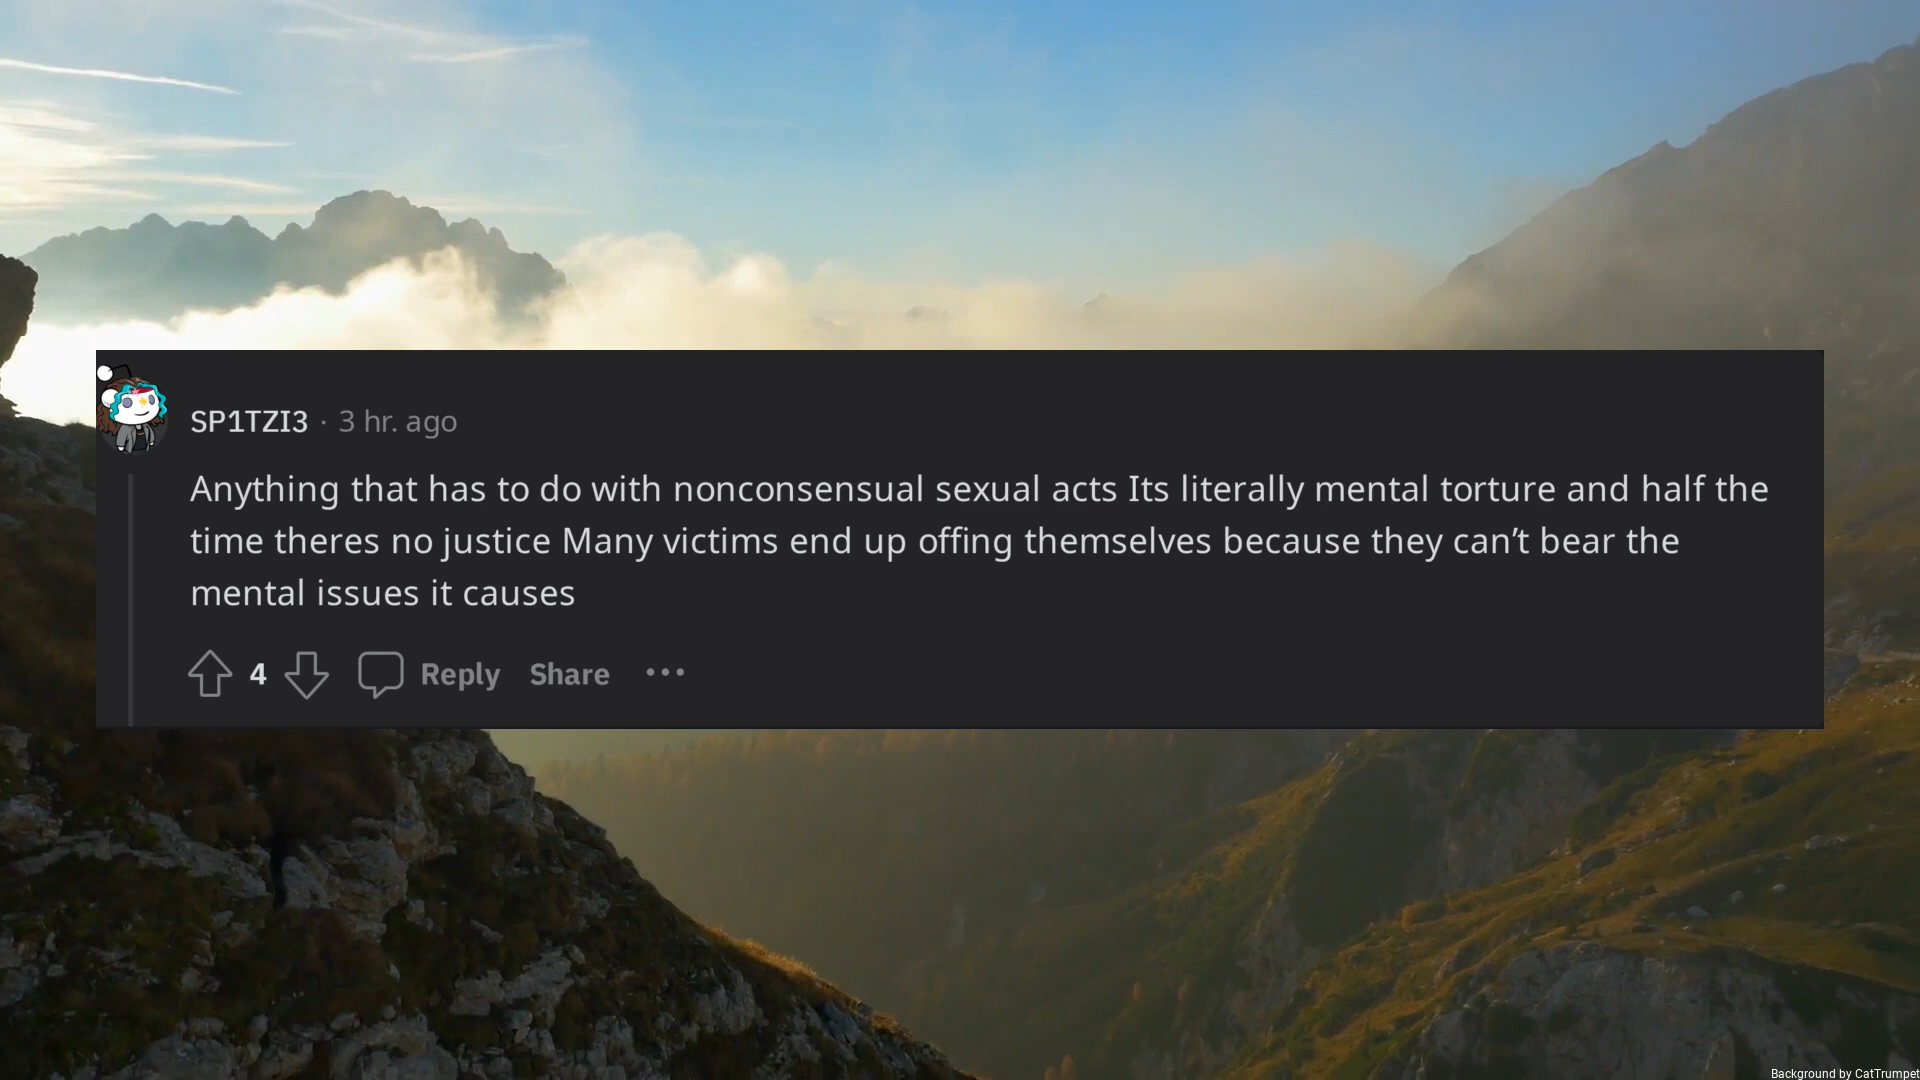 SP1TZI3 · 3 hr. ago
Anything that has to do with nonconsensual sexual acts Its literally mental torture and half the
time theres no justice Many victims end up offing themselves because they can’t bear the
mental issues it causes
4 Reply Share ···
Background by CatTrumpet